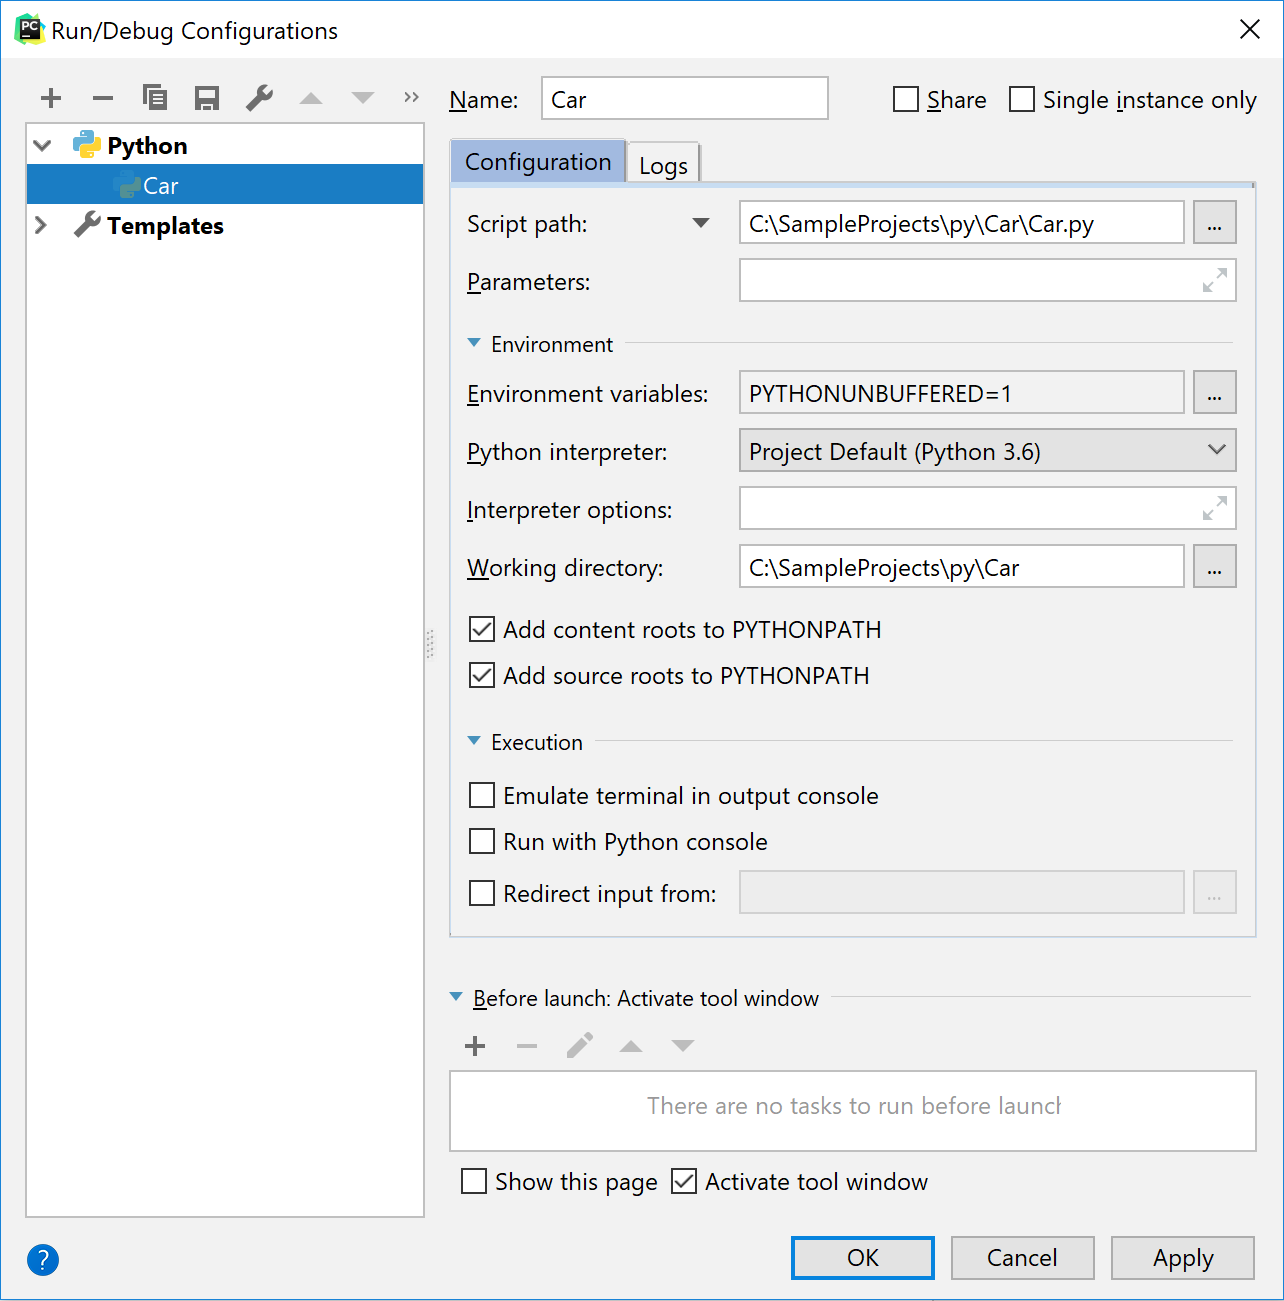 PC Run/Debug Configurations
Name: Car Share Single instance only
Python
Car
Templates
Configuration Logs
Script path: C:\SampleProjects\py\Car\Car.py ...
Parameters:
Environment
Environment variables: PYTHONUNBUFFERED=1 ...
Python interpreter: Project Default (Python 3.6)
Interpreter options:
Working directory: C:\SampleProjects\py\Car ...
Add content roots to PYTHONPATH
Add source roots to PYTHONPATH
Execution
Emulate terminal in output console
Run with Python console
Redirect input from: ...
Before launch: Activate tool window
There are no tasks to run before launch
Show this page Activate tool window
? OK Cancel Apply